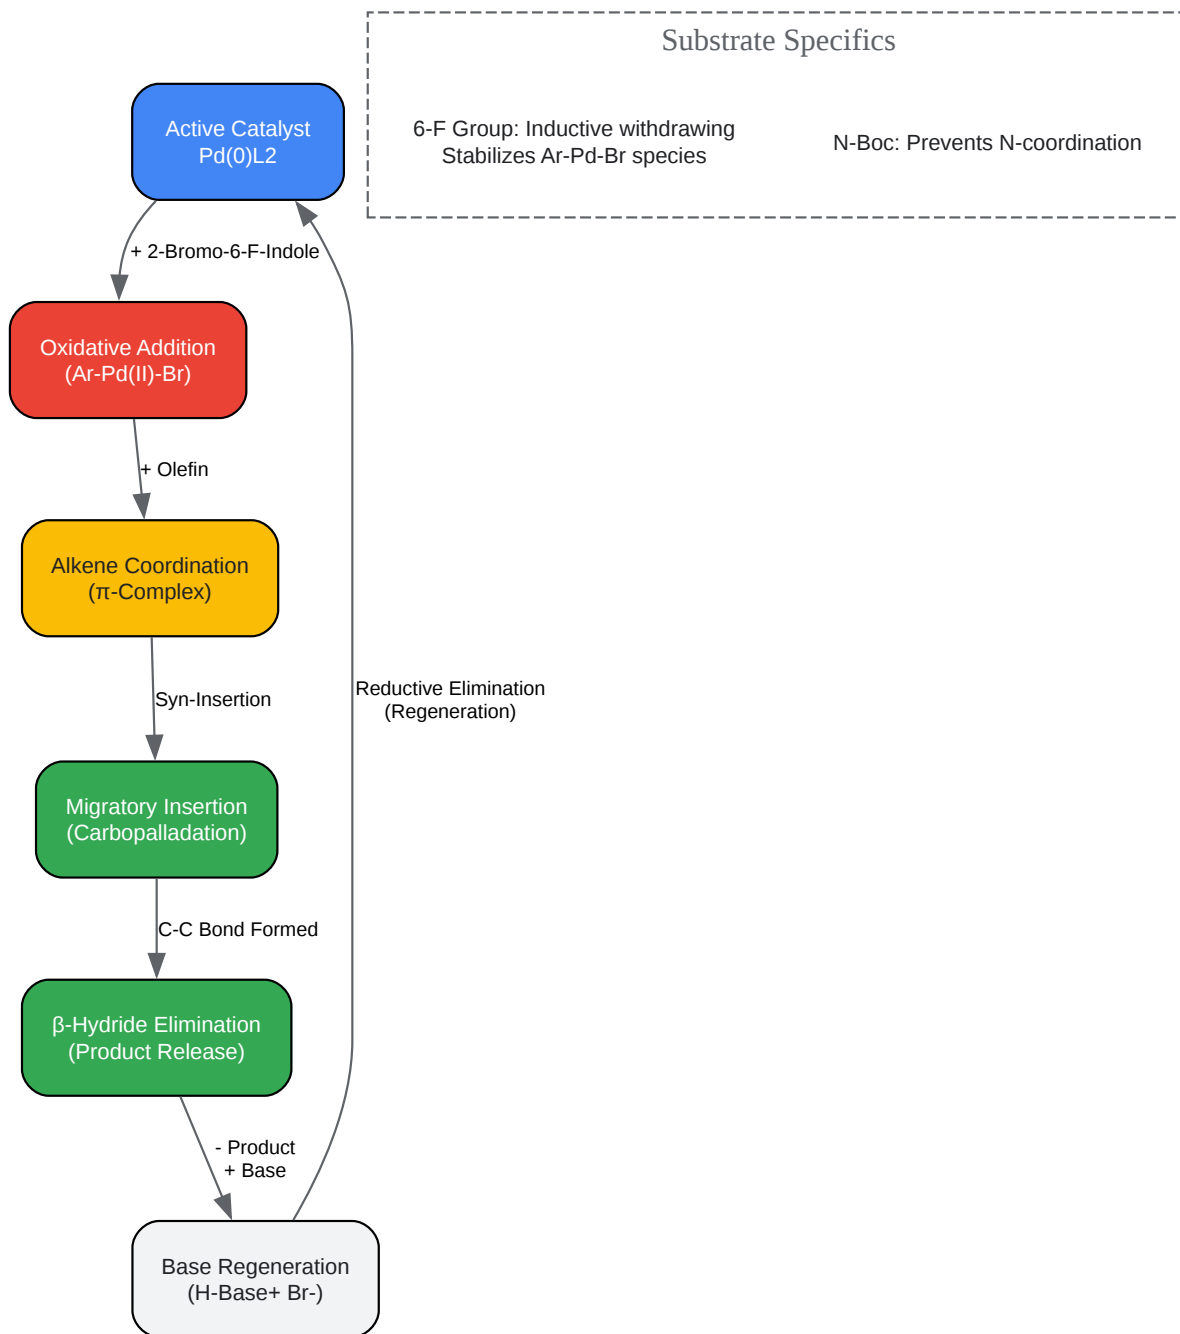 Substrate Specifics
6-F Group: Inductive withdrawing
Stabilizes Ar-Pd-Br species
N-Boc: Prevents N-coordination
Active Catalyst
Pd(0)L2
+ 2-Bromo-6-F-Indole
Oxidative Addition
(Ar-Pd(II)-Br)
+ Olefin
Alkene Coordination
(π-Complex)
Syn-Insertion
Reductive Elimination
(Regeneration)
Migratory Insertion
(Carbopalladation)
C-C Bond Formed
β-Hydride Elimination
(Product Release)
- Product
+ Base
Base Regeneration
(H-Base+ Br-)